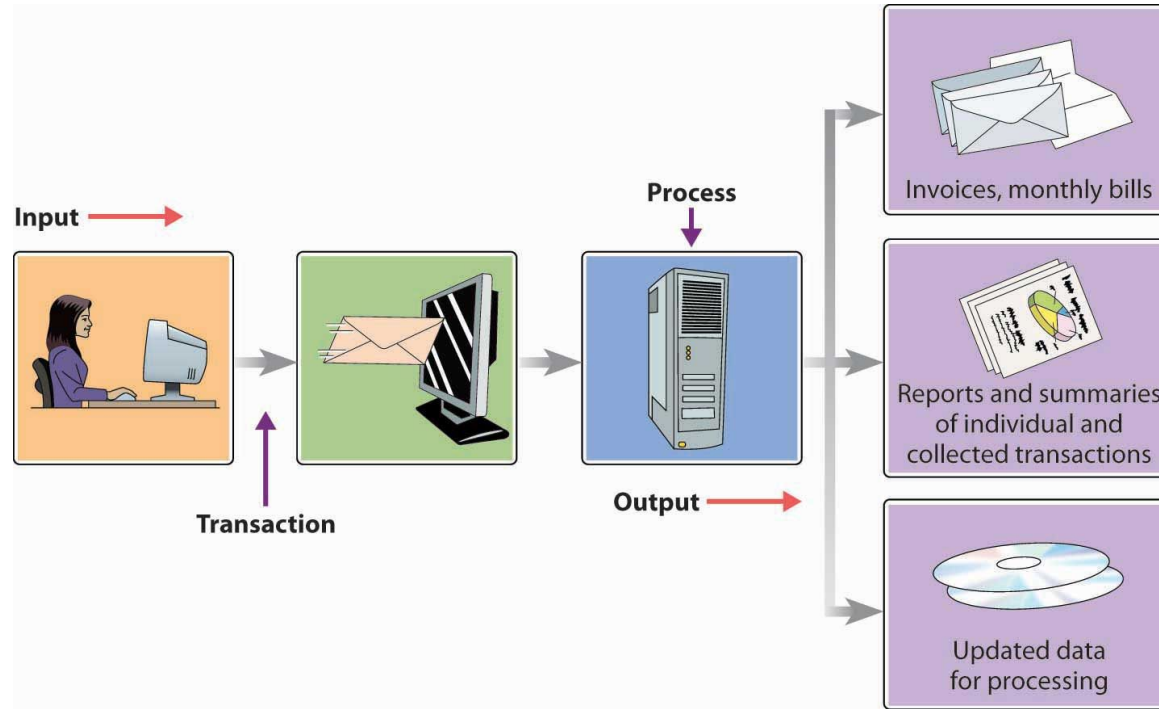 Input
Transaction
Process
Output
Invoices, monthly bills
Reports and summaries
of individual and
collected transactions
Updated data
for processing